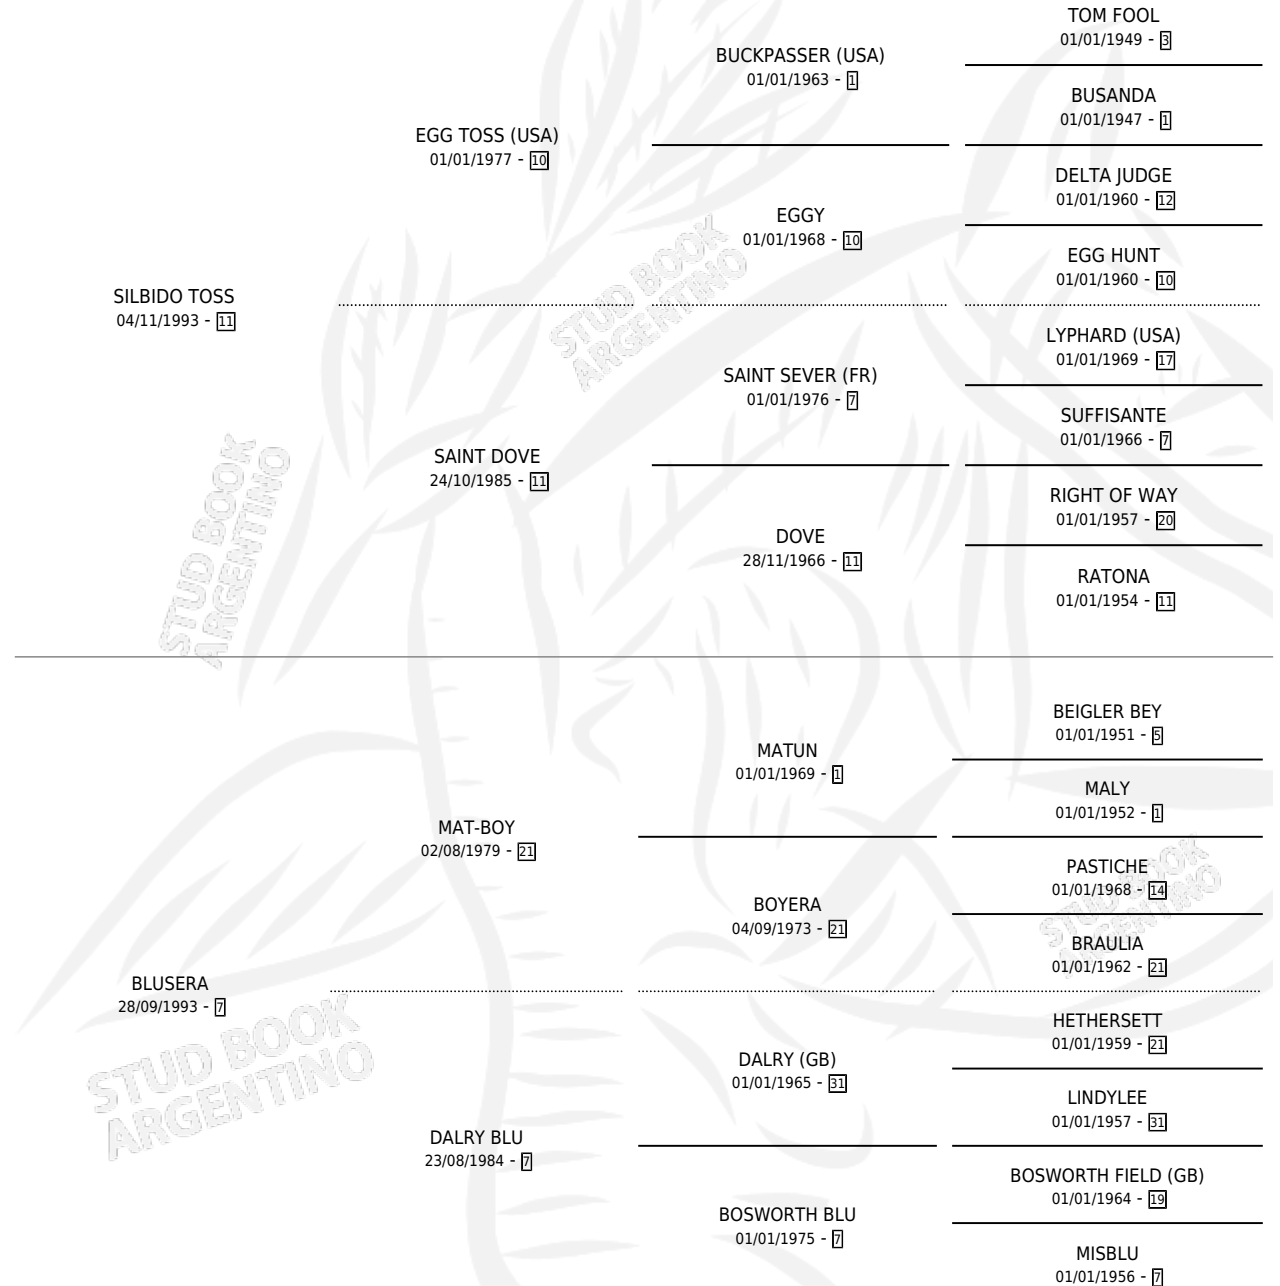 TOM FOOL
01/01/1949 - 3
BUCKPASSER (USA)
01/01/1963 - 1
BUSANDA
01/01/1947 - 1
EGG TOSS (USA)
01/01/1977 - 10
DELTA JUDGE
01/01/1960 - 12
EGGY
01/01/1968 - 10
EGG HUNT
01/01/1960 - 10
SILBIDO TOSS
04/11/1993 - 11
LYPHARD (USA)
01/01/1969 - 17
SAINT SEVER (FR)
01/01/1976 - 7
SUFFISANTE
01/01/1966 - 7
SAINT DOVE
24/10/1985 - 11
RIGHT OF WAY
01/01/1957 - 20
DOVE
28/11/1966 - 11
RATONA
01/01/1954 - 11
STUD BOOK
ARGENTINO
STUD BOOK
ARGENTINO
BEIGLER BEY
01/01/1951 - 5
MATUN
01/01/1969 - 1
MALY
01/01/1952 - 1
MAT-BOY
02/08/1979 - 21
PASTICHE
01/01/1968 - 14
BOYERA
04/09/1973 - 21
BRAULIA
01/01/1962 - 21
BLUSERA
28/09/1993 - 7
HETHERSETT
01/01/1959 - 21
DALRY (GB)
01/01/1965 - 31
LINDYLEE
01/01/1957 - 31
DALRY BLU
23/08/1984 - 7
BOSWORTH FIELD (GB)
01/01/1964 - 19
BOSWORTH BLU
01/01/1975 - 7
MISBLU
01/01/1956 - 7
STUD BOOK
ARGENTINO
STUD BOOK
ARGENTINO